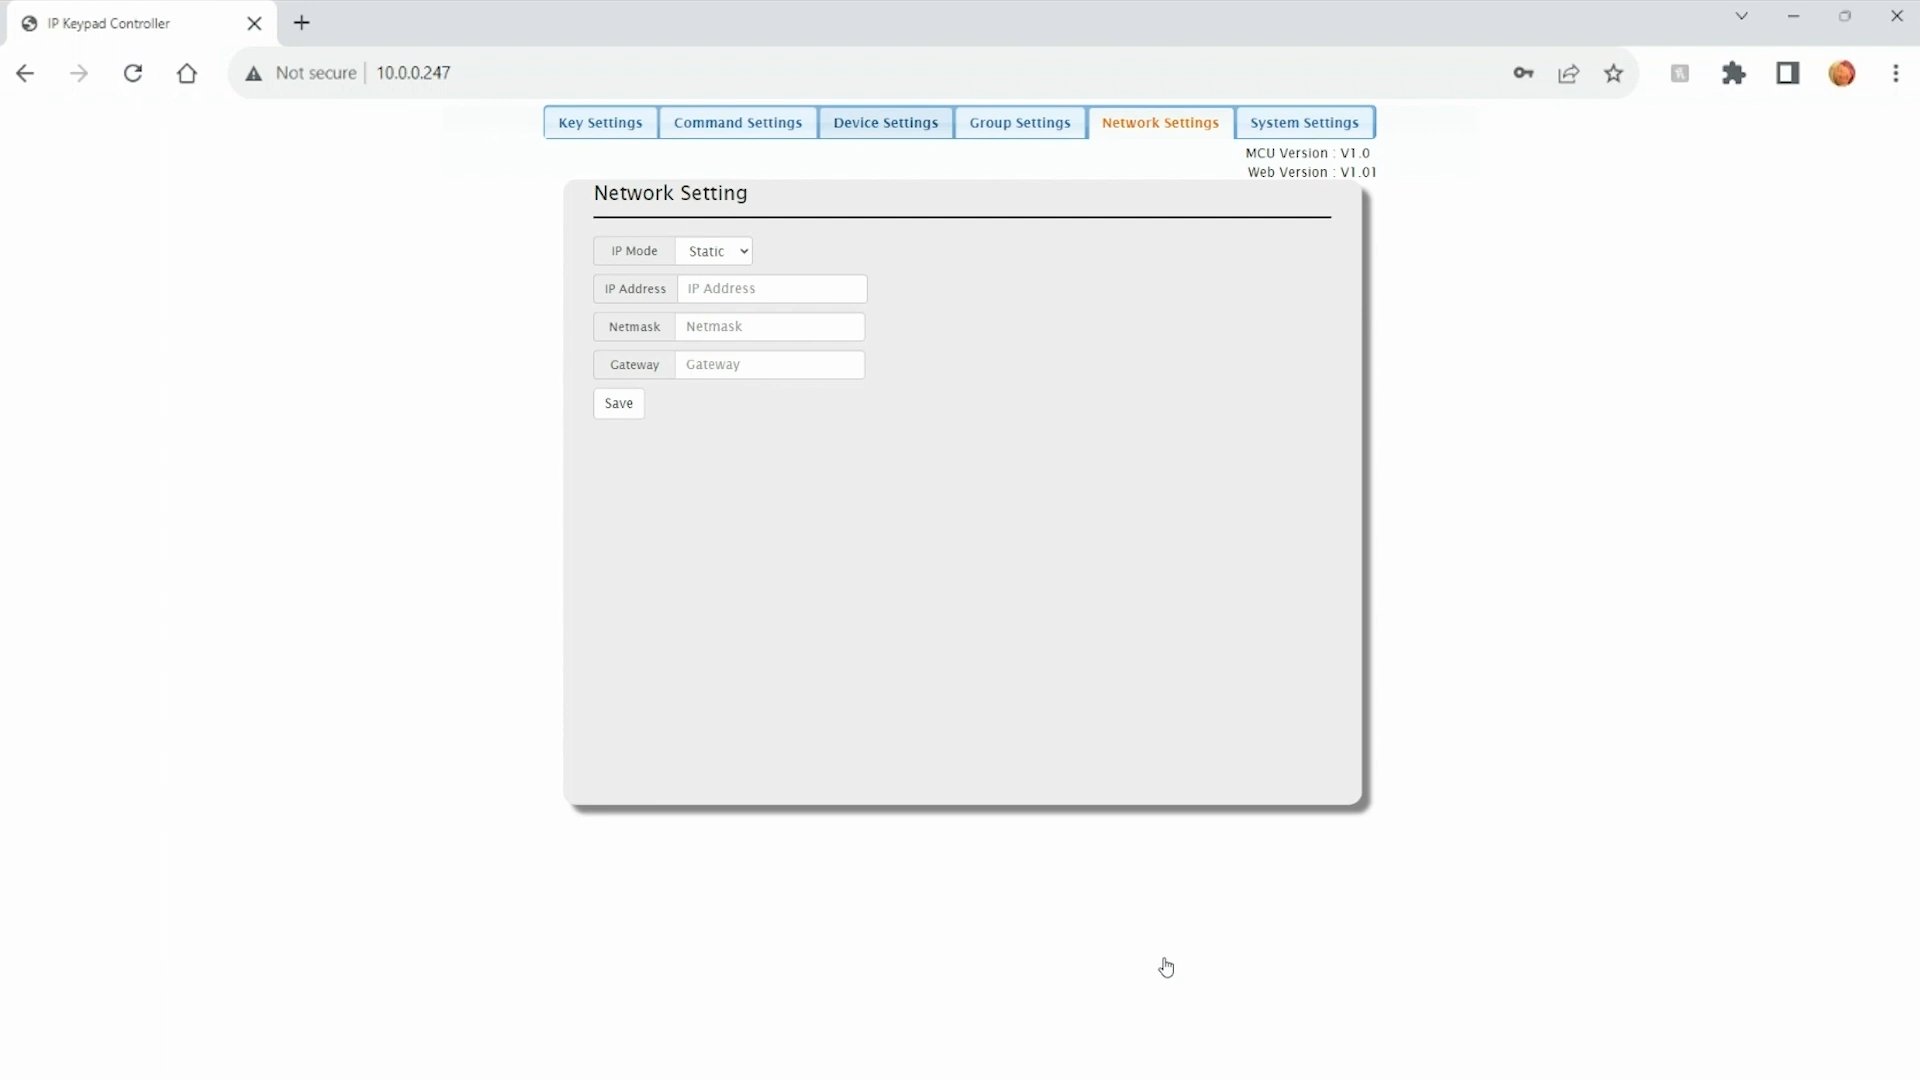 IP Keypad Controller
Not secure 10.0.0.247
Key Settings Command Settings Device Settings Group Settings Network Settings System Settings
MCU Version : V1.0
Web Version : V1.01
Network Setting
IP Mode Static
IP Address IP Address
Netmask Netmask
Gateway Gateway
Save